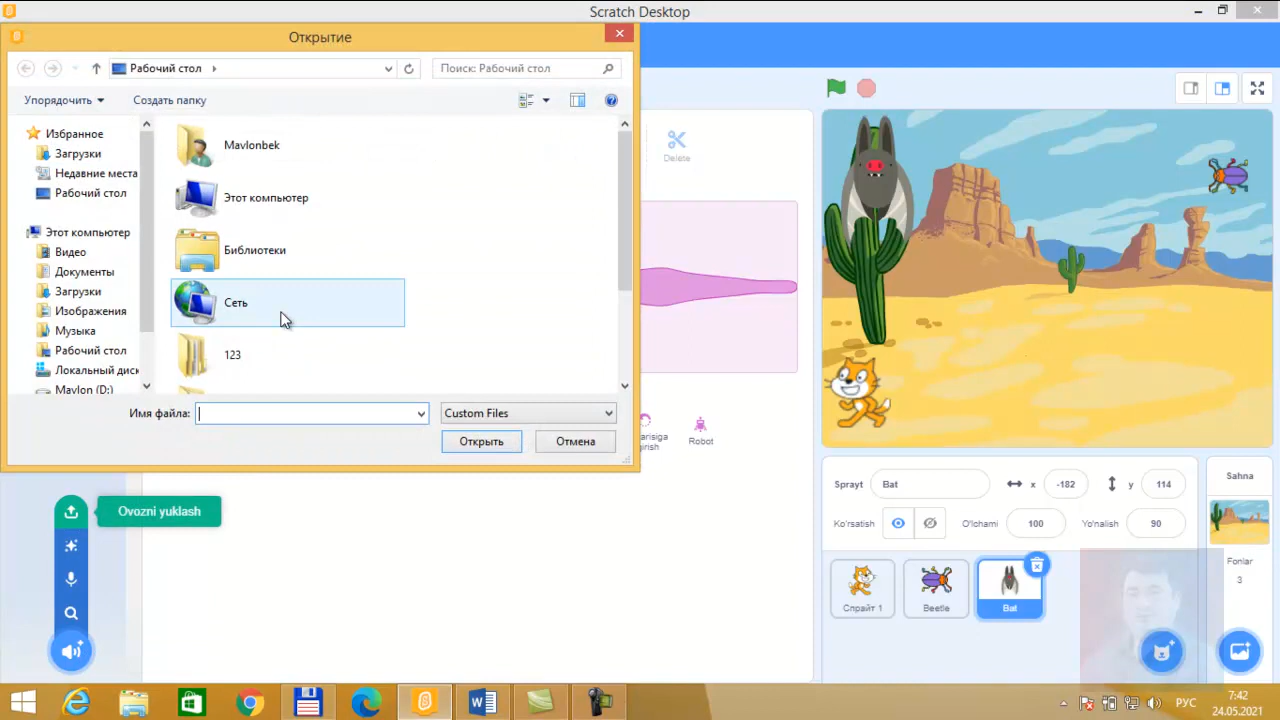 Scratch Desktop
Открытие
Рабочий стол
Поиск: Рабочий стол
Упорядочить
Создать папку
Избранное
Загрузки
Недавние места
Рабочий стол
Этот компьютер
Видео
Документы
Загрузки
Изображения
Музыка
Рабочий стол
Локальный диск
Mavlon (D:)
Mavlonbek
Этот компьютер
Библиотеки
Сеть
123
Имя файла:
Custom Files
Открыть
Отмена
Delete
Robot
Ovozni yuklash
Sprayt
Bat
x
-182
y
114
Ko'rsatish
O'lchami
100
Yo'nalish
90
Спрайт 1
Beetle
Bat
Sahna
Fonlar
3
РУС
7:42
24.05.2021